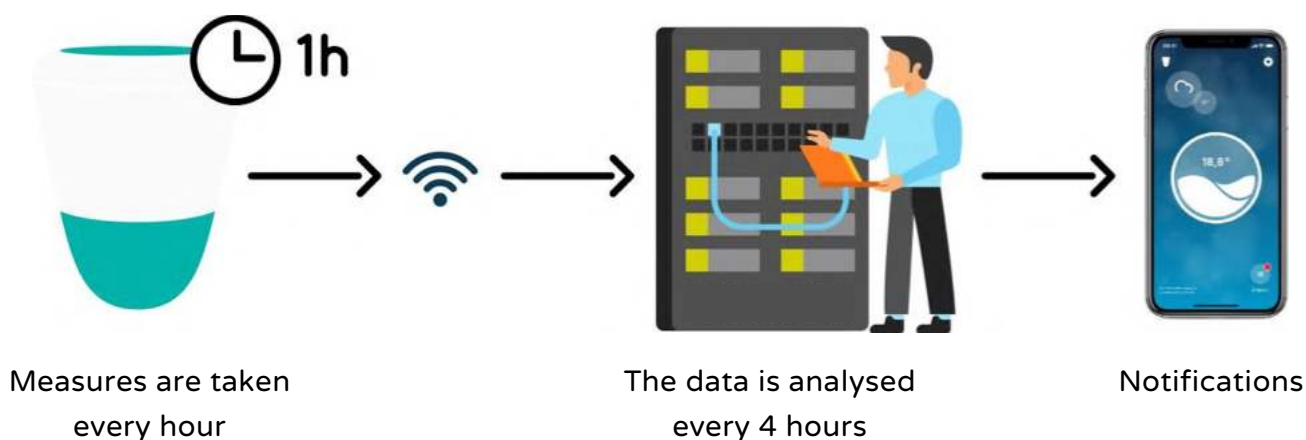 1h
18,8°
Measures are taken
every hour
The data is analysed
every 4 hours
Notifications